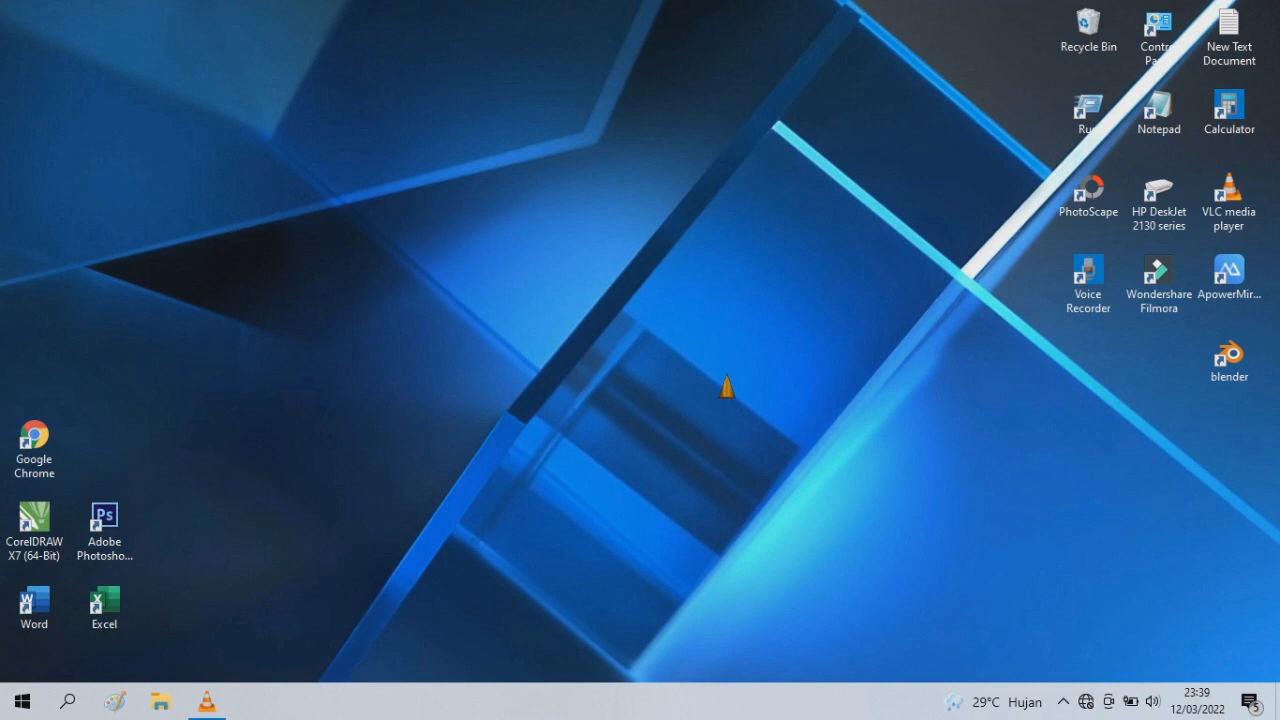 Recycle Bin
New Text
Document
Notepad
Calculator
PhotoScape
HP DeskJet
2130 series
VLC media
player
Voice
Recorder
Wondershare
Filmora
ApowerMir...
blender
Google
Chrome
CorelDRAW
X7 (64-Bit)
Ps
Adobe
Photosho...
W
Word
X
Excel
29°C Hujan
23:39
12/03/2022
5